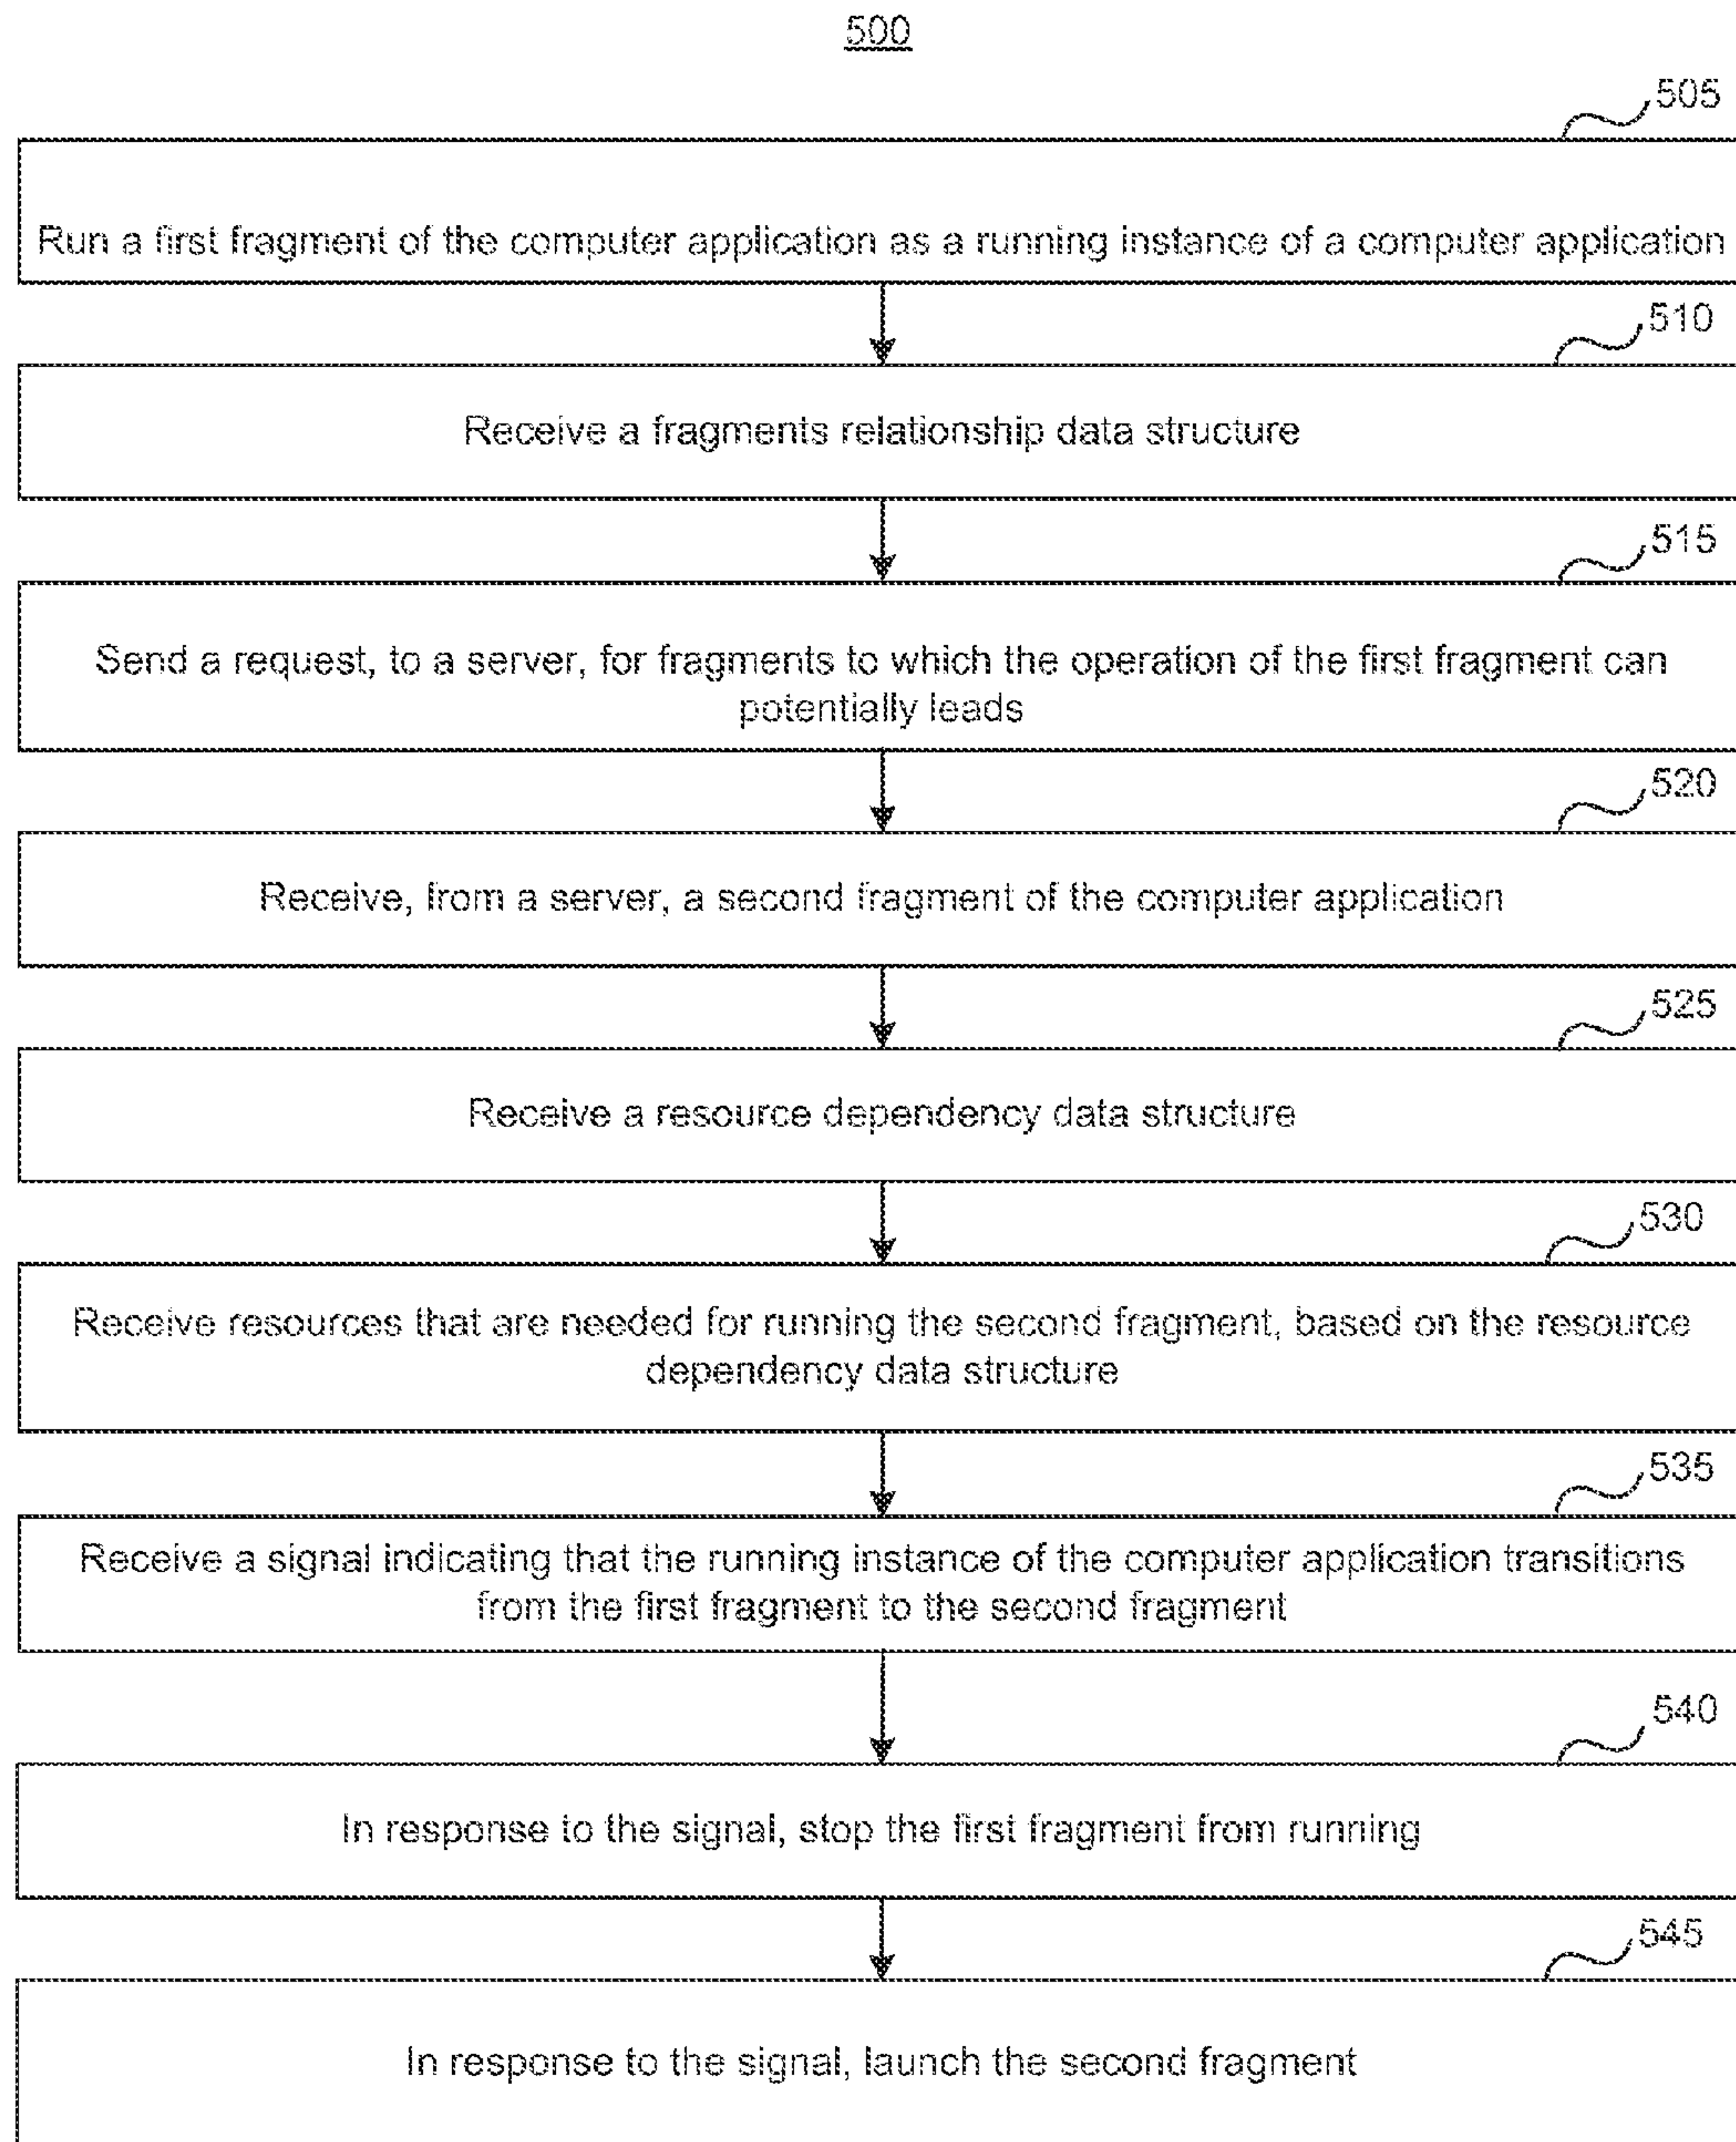 500
505
Run a first fragment of the computer application as a running instance of a computer application
510
Receive a fragments relationship data structure
515
Send a request, to a server, for fragments to which the operation of the first fragment can
potentially leads
520
Receive, from a server, a second fragment of the computer application
525
Receive a resource dependency data structure
530
Receive resources that are needed for running the second fragment, based on the resource
dependency data structure
535
Receive a signal indicating that the running instance of the computer application transitions
from the first fragment to the second fragment
540
In response to the signal, stop the first fragment from running
545
In response to the signal, launch the second fragment